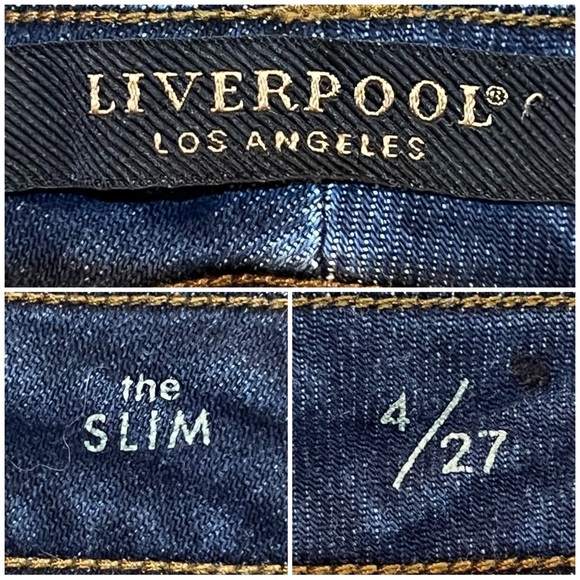 LIVERPOOL®
LOS ANGELES
the
SLIM
4/27